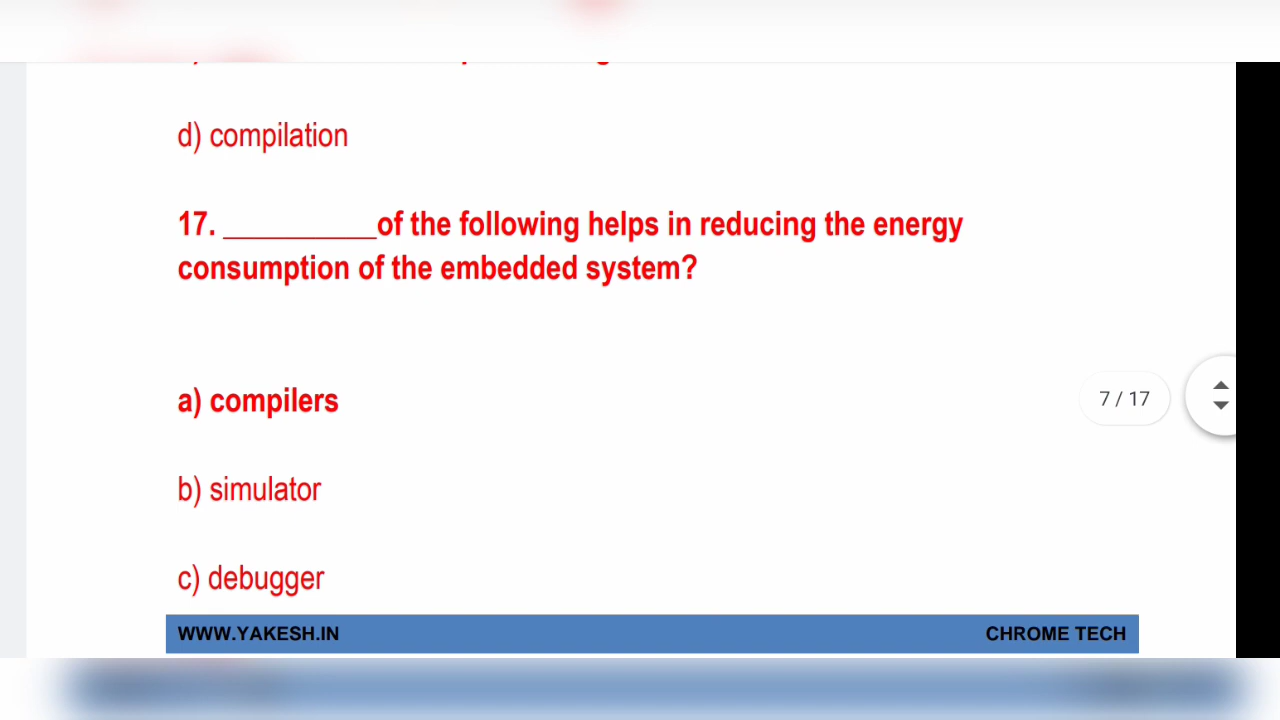 d) compilation
17. __________of the following helps in reducing the energy
consumption of the embedded system?
a) compilers
7 / 17
b) simulator
c) debugger
WWW.YAKESH.IN CHROME TECH